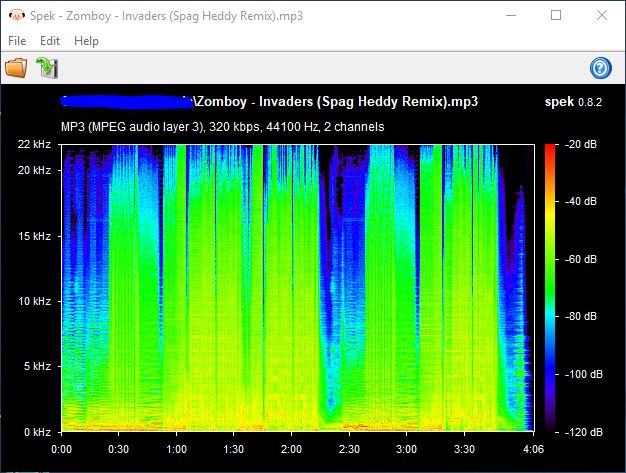 Spek - Zomboy - Invaders (Spag Heddy Remix).mp3
File Edit Help
\Zomboy - Invaders (Spag Heddy Remix).mp3 spek 0.8.2
MP3 (MPEG audio layer 3), 320 kbps, 44100 Hz, 2 channels
22 kHz -20 dB
20 kHz
-40 dB
15 kHz
-60 dB
10 kHz
-80 dB
5 kHz
-100 dB
0 kHz -120 dB
0:00 0:30 1:00 1:30 2:00 2:30 3:00 3:30 4:06